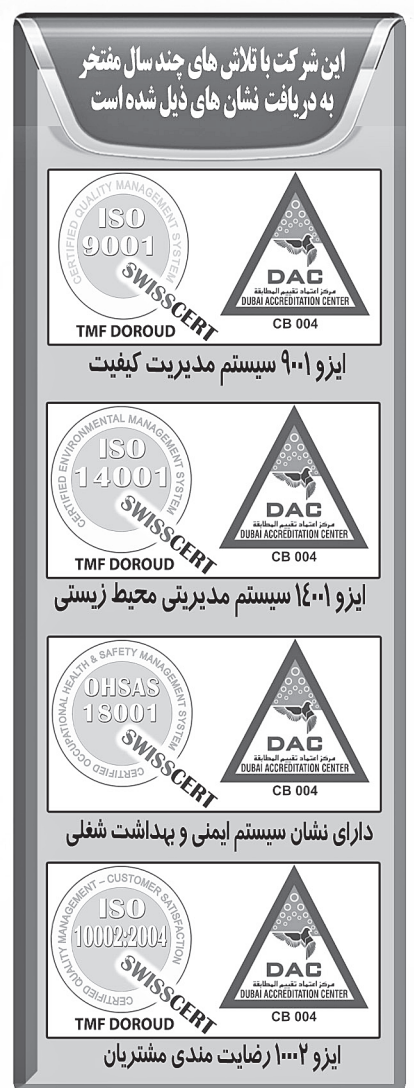 این شرکت با تلاش های چند سال مفتخر
به دریافت نشان های ذیل شده است
CERTIFIED QUALITY MANAGEMENT SYSTEM
ISO
9001
SWISSCERT
TMF DOROUD
DAC
مركز اعتماد تقييم المطابقة
DUBAI ACCREDITATION CENTER
CB 004
ایزو ۹۰۰۱ سیستم مدیریت کیفیت
CERTIFIED ENVIRONMENTAL MANAGEMENT SYSTEM
ISO
14001
SWISSCERT
TMF DOROUD
DAC
مركز اعتماد تقييم المطابقة
DUBAI ACCREDITATION CENTER
CB 004
ایزو ۱٤۰۰۱ سیستم مدیریتی محیط زیستی
CERTIFIED OCCUPATIONAL HEALTH & SAFETY MANAGEMENT SYSTEM
OHSAS
18001
SWISSCERT
DAC
مركز اعتماد تقييم المطابقة
DUBAI ACCREDITATION CENTER
CB 004
دارای نشان سیستم ایمنی و بهداشت شغلی
CERTIFIED QUALITY MANAGEMENT – CUSTOMER SATISFACTION
ISO
10002:2004
SWISSCERT
TMF DOROUD
DAC
مركز اعتماد تقييم المطابقة
DUBAI ACCREDITATION CENTER
CB 004
ایزو ۱۰۰۰۲ رضایت مندی مشتریان